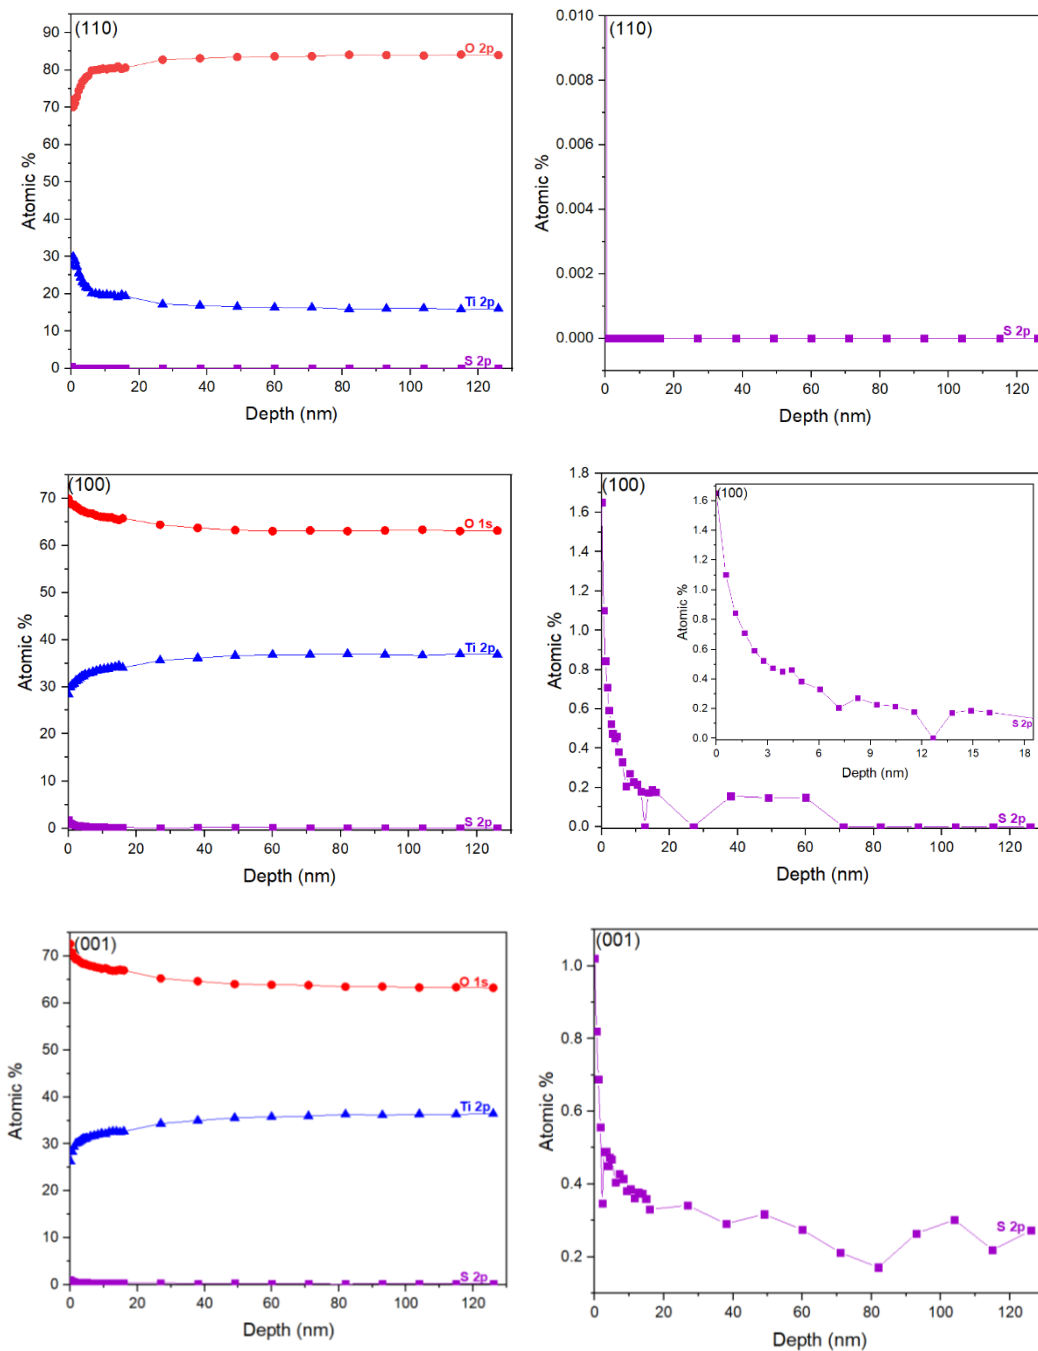 (110)
O 2p
Ti 2p
S 2p
90
80
70
60
50
40
30
20
10
0
Atomic %
0 20 40 60 80 100 120
Depth (nm)
(110)
S 2p
0.010
0.008
0.006
0.004
0.002
0.000
Atomic %
0 20 40 60 80 100 120
Depth (nm)
(100)
O 1s
Ti 2p
S 2p
70
60
50
40
30
20
10
0
Atomic %
0 20 40 60 80 100 120
Depth (nm)
(100)
S 2p
1.8
1.6
1.4
1.2
1.0
0.8
0.6
0.4
0.2
0.0
Atomic %
0 20 40 60 80 100 120
Depth (nm)
(100)
S 2p
1.6
1.4
1.2
1.0
0.8
0.6
0.4
0.2
0.0
Atomic %
0 3 6 9 12 15 18
Depth (nm)
(001)
O 1s
Ti 2p
S 2p
70
60
50
40
30
20
10
0
Atomic %
0 20 40 60 80 100 120
Depth (nm)
(001)
S 2p
1.0
0.8
0.6
0.4
0.2
Atomic %
0 20 40 60 80 100 120
Depth (nm)